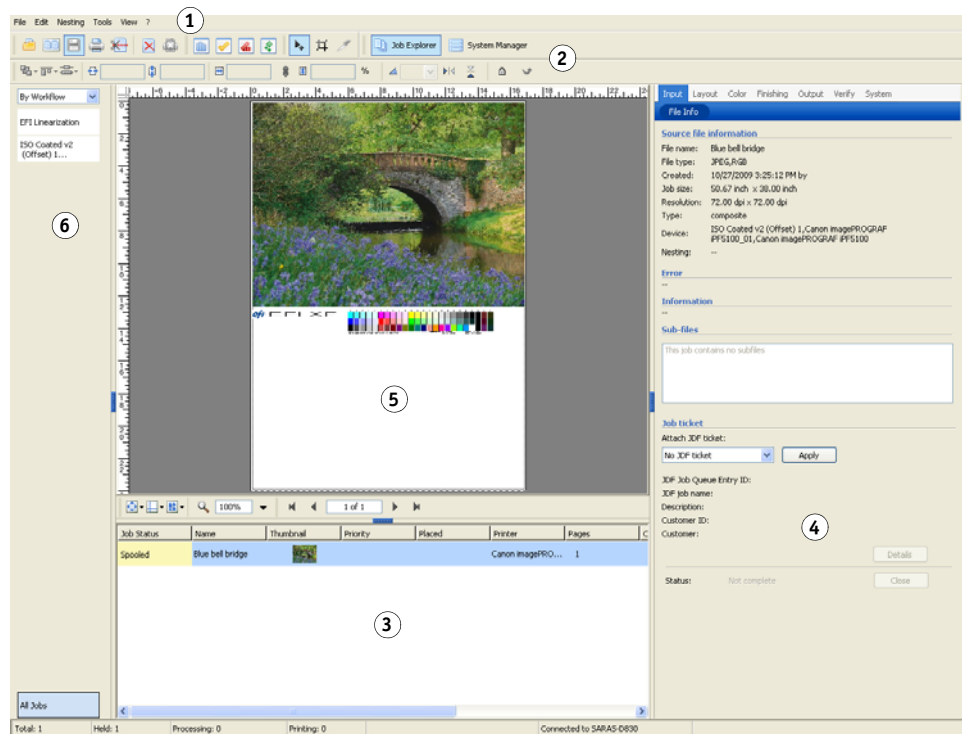 File Edit Nesting Tools View ?
1
Job Explorer System Manager
2
%
By Workflow
EFI Linearization
ISO Coated v2
(Offset) 1...
6
All Jobs
efi
5
100%
1 of 1
Job Status Name Thumbnail Priority Placed Printer Pages C
Spooled Blue bell bridge Canon imagePRO... 1
3
Input Layout Color Finishing Output Verify System
File Info
Source file information
File name: Blue bell bridge
File type: JPEG,RGB
Created: 10/27/2009 3:25:12 PM by
Job size: 50.67 inch x 38.00 inch
Resolution: 72.00 dpi x 72.00 dpi
Type: composite
Device: ISO Coated v2 (Offset) 1,Canon imagePROGRAF
iPF5100_01,Canon imagePROGRAF iPF5100
Nesting: --
Error
--
Information
--
Sub-files
This job contains no subfiles
Job ticket
Attach JDF ticket:
No JDF ticket Apply
JDF Job Queue Entry ID:
JDF job name:
Description:
Customer ID:
Customer:
4
Details
Status: Not complete Close
Total: 1 Held: 1 Processing: 0 Printing: 0 Connected to SARAS-D830